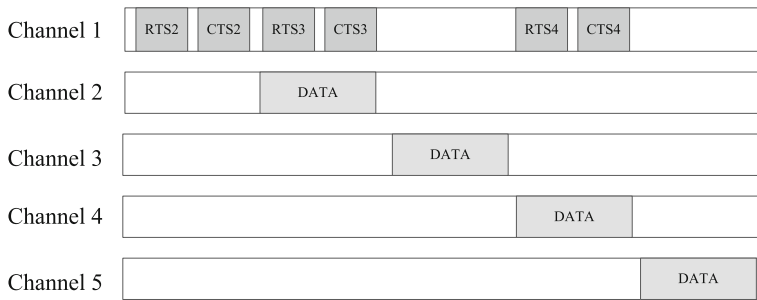 Channel 1 RTS2 CTS2 RTS3 CTS3 RTS4 CTS4
Channel 2 DATA
Channel 3 DATA
Channel 4 DATA
Channel 5 DATA